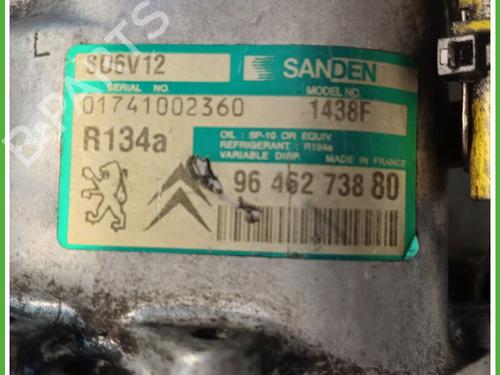 L
SD6V12
SANDEN
SERIAL NO.
MODEL NO.
01741002360
1438F
R134a
OIL : SP-10 OR EQUIV.
REFRIGERANT : R134a
VARIABLE DISP. MADE IN FRANCE
96 462 738 80
B-PARTS